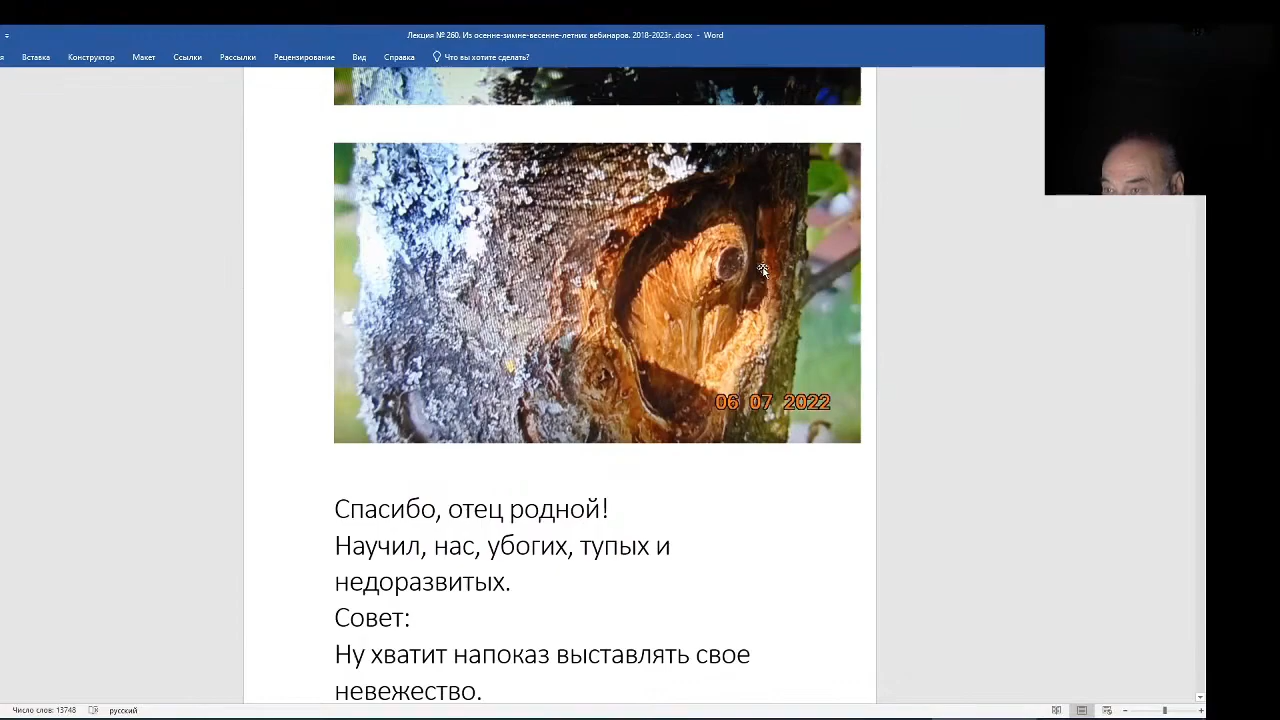 Лекция № 260. Из осенне-зимне-весенне-летних вебинаров. 2018-2023г..docx - Word
я Вставка Конструктор Макет Ссылки Рассылки Рецензирование Вид Справка Что вы хотите сделать?
06 07 2022
Спасибо, отец родной!
Научил, нас, убогих, тупых и
недоразвитых.
Совет:
Ну хватит напоказ выставлять свое
невежество.
Число слов: 13748 русский